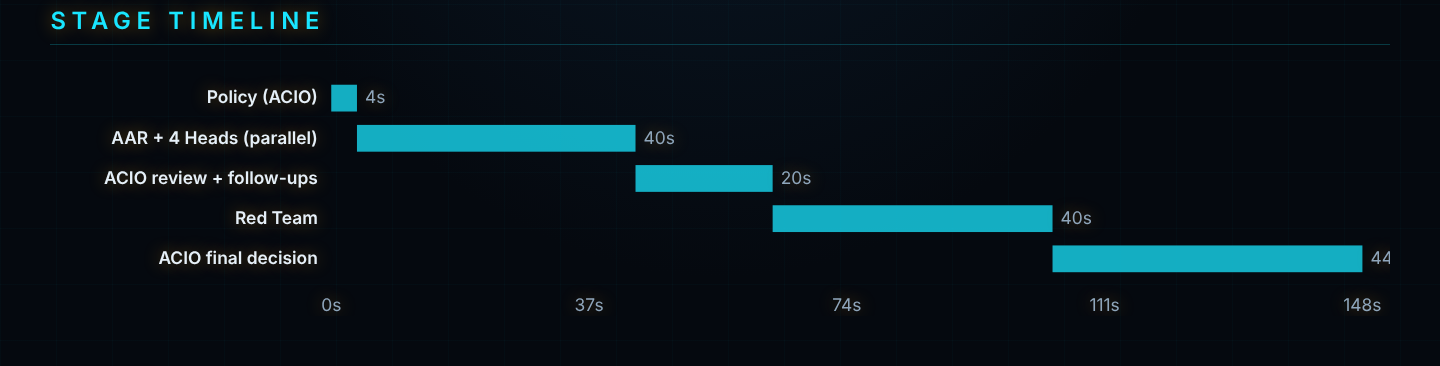 STAGE TIMELINE
Policy (ACIO) 4s
AAR + 4 Heads (parallel) 40s
ACIO review + follow-ups 20s
Red Team 40s
ACIO final decision 44
0s 37s 74s 111s 148s